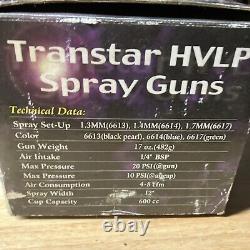 Transtar HVLP
Spray Guns
Technical Data:
Spray Set-Up 1.3MM(6613), 1.4MM(6614), 1.7MM(6617)
Color 6613(black pearl), 6614(blue), 6617(green)
Gun Weight 17 oz.(482g)
Air Intake 1/4" BSP
Max Pressure 20 PSI(@gun)
Max Pressure 10 PSI(@aircap)
Air Consumption 4-8 cfm
Spray Width 12"
Cup Capacity 600 cc